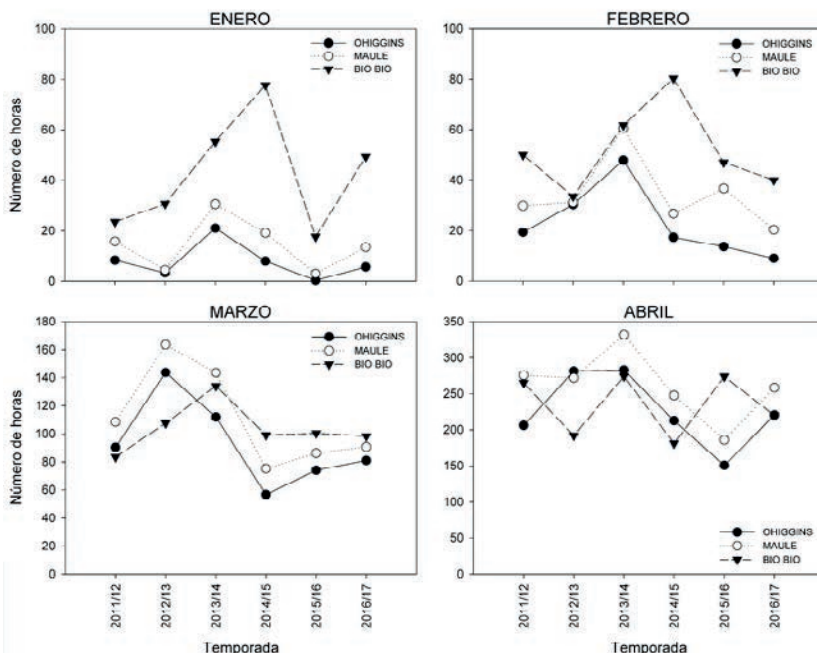 ENERO
Número de horas
100
80
60
40
20
0
OHIGGINS
MAULE
BIO BIO
FEBRERO
100
80
60
40
20
0
OHIGGINS
MAULE
BIO BIO
MARZO
Número de horas
180
160
140
120
100
80
60
40
20
0
OHIGGINS
MAULE
BIO BIO
2011/12
2012/13
2013/14
2014/15
2015/16
2016/17
Temporada
ABRIL
350
300
250
200
150
100
50
0
OHIGGINS
MAULE
BIO BIO
2011/12
2012/13
2013/14
2014/15
2015/16
2016/17
Temporada